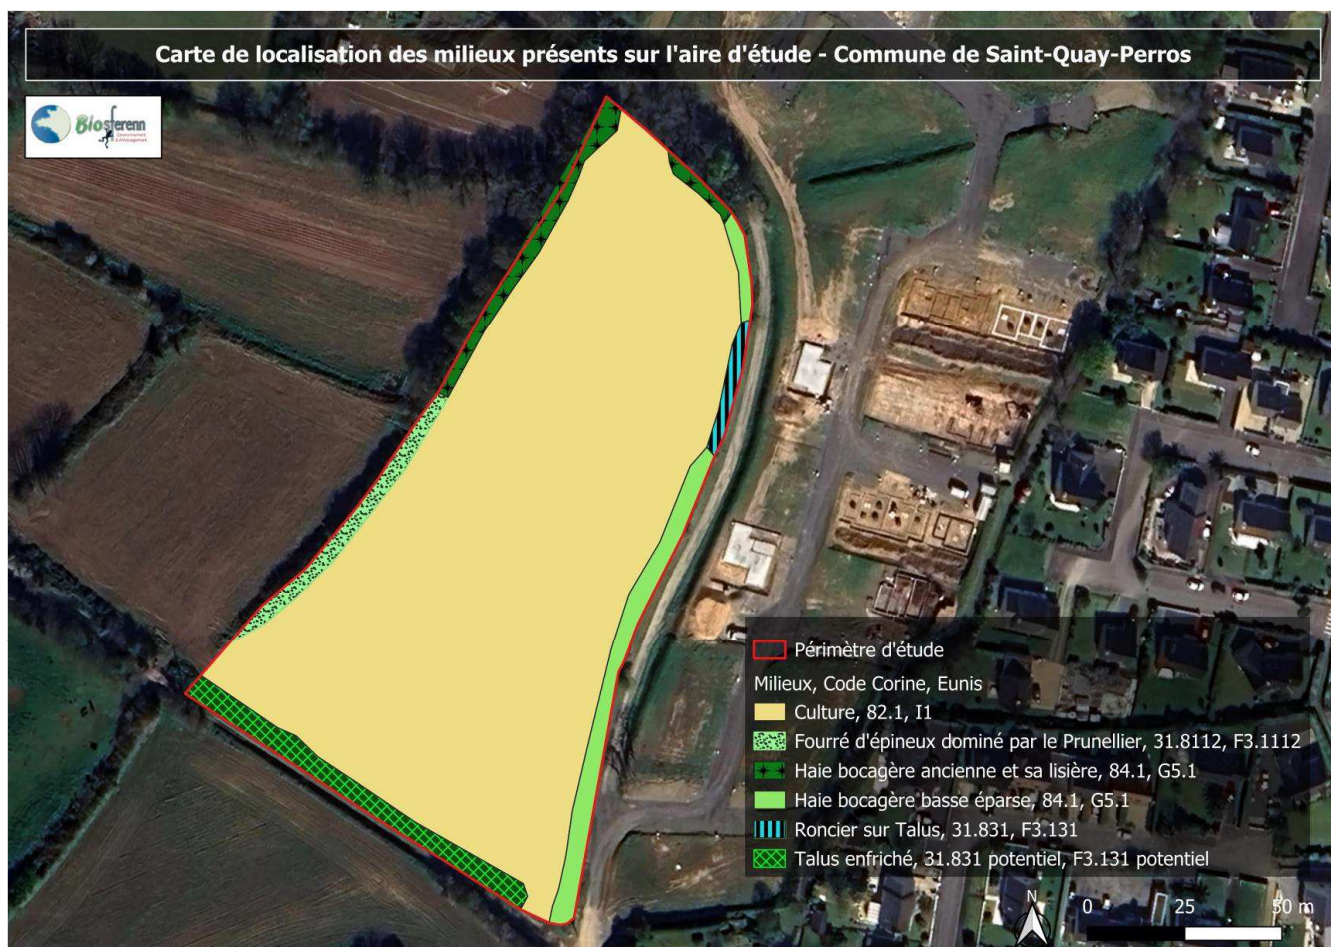 Carte de localisation des milieux présents sur l'aire d'étude - Commune de Saint-Quay-Perros
Biosferenn
Environnement
& Aménagement
Périmètre d'étude
Milieux, Code Corine, Eunis
Culture, 82.1, I1
Fourré d'épineux dominé par le Prunellier, 31.8112, F3.1112
Haie bocagère ancienne et sa lisière, 84.1, G5.1
Haie bocagère basse éparse, 84.1, G5.1
Roncier sur Talus, 31.831, F3.131
Talus enfriché, 31.831 potentiel, F3.131 potentiel
N
0 25 50 m